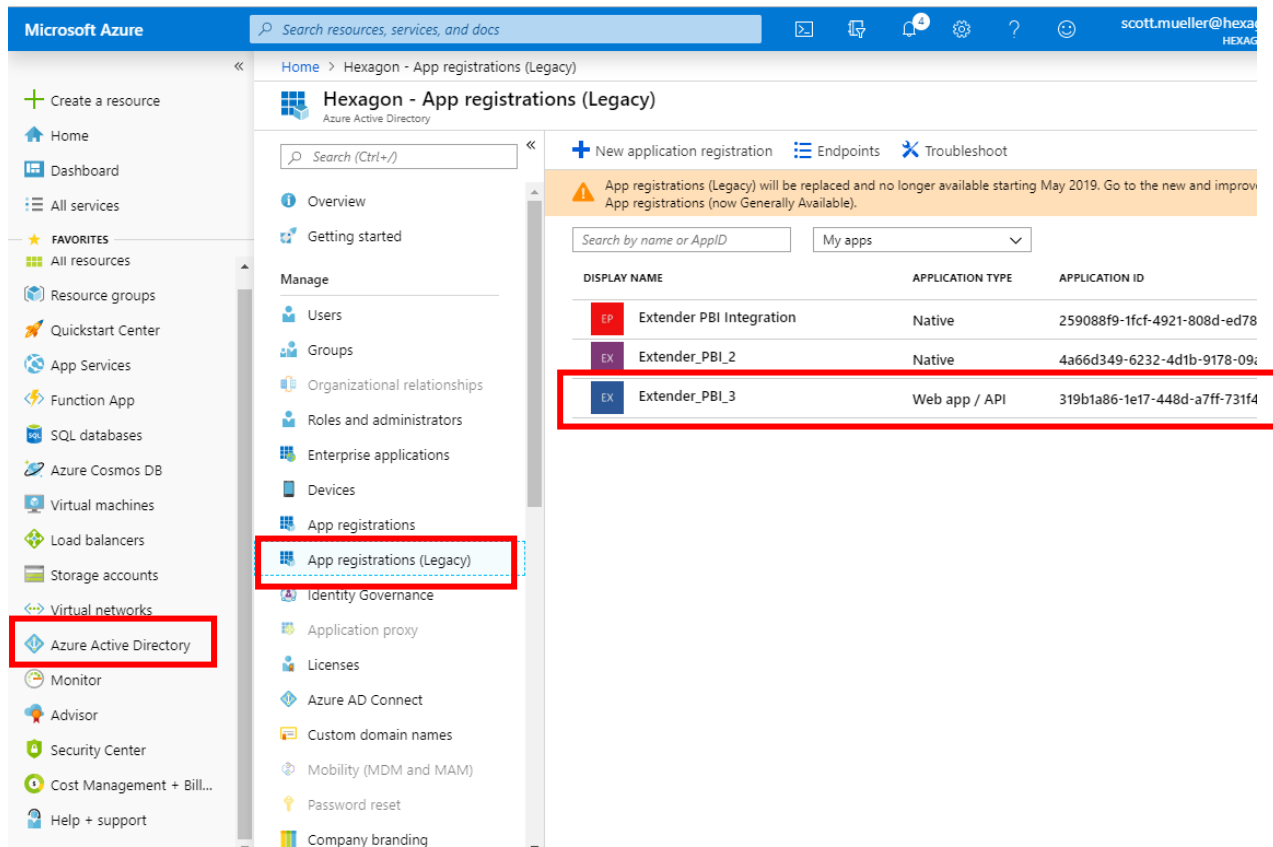 Microsoft Azure
Search resources, services, and docs
4
scott.mueller@hexag
HEXAG
«
Home > Hexagon - App registrations (Legacy)
Create a resource
Home
Dashboard
All services
FAVORITES
All resources
Resource groups
Quickstart Center
App Services
Function App
SQL databases
Azure Cosmos DB
Virtual machines
Load balancers
Storage accounts
Virtual networks
Azure Active Directory
Monitor
Advisor
Security Center
Cost Management + Bill...
Help + support
Hexagon - App registrations (Legacy)
Azure Active Directory
Search (Ctrl+/)
«
Overview
Getting started
Manage
Users
Groups
Organizational relationships
Roles and administrators
Enterprise applications
Devices
App registrations
App registrations (Legacy)
Identity Governance
Application proxy
Licenses
Azure AD Connect
Custom domain names
Mobility (MDM and MAM)
Password reset
Company branding
New application registration Endpoints Troubleshoot
App registrations (Legacy) will be replaced and no longer available starting May 2019. Go to the new and improve
App registrations (now Generally Available).
Search by name or AppID My apps
DISPLAY NAME APPLICATION TYPE APPLICATION ID
EP Extender PBI Integration Native 259088f9-1fcf-4921-808d-ed78
EX Extender_PBI_2 Native 4a66d349-6232-4d1b-9178-09a
EX Extender_PBI_3 Web app / API 319b1a86-1e17-448d-a7ff-731f4